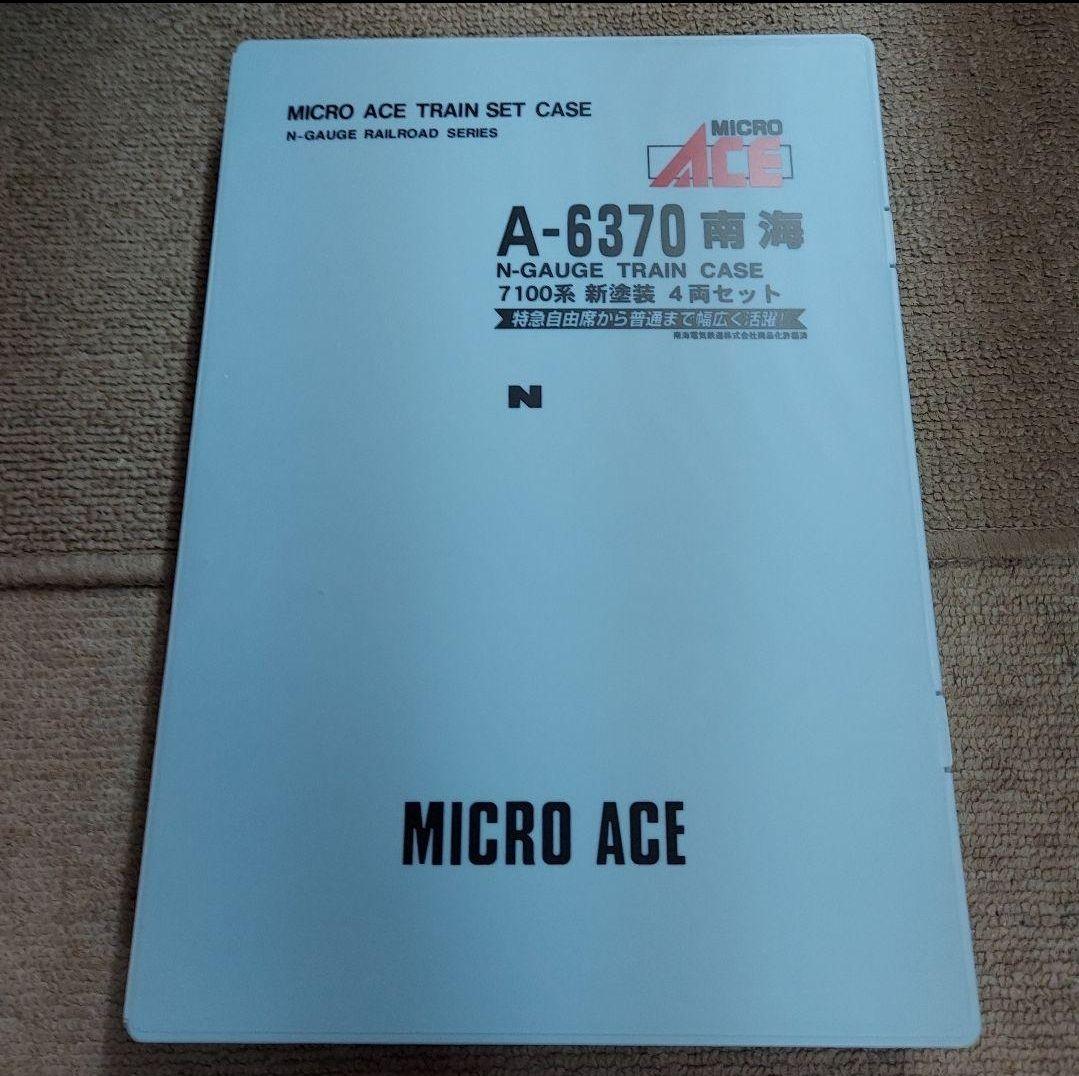 MICRO ACE TRAIN SET CASE
N-GAUGE RAILROAD SERIES
MICRO
ACE
A-6370 南海
N-GAUGE TRAIN CASE
7100系 新塗装 4両セット
特急自由席から普通まで幅広く活躍!
南海電気鉄道株式会社商品化許諾済
N
MICRO ACE